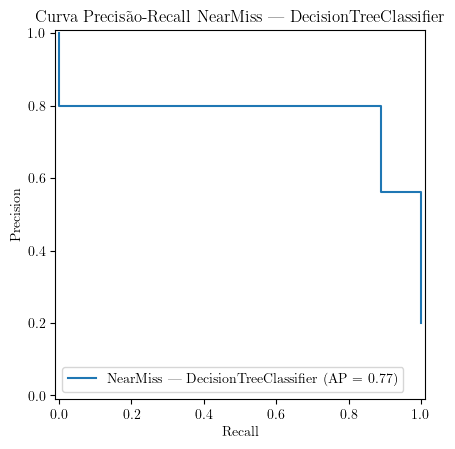 Curva Precisão-Recall NearMiss — DecisionTreeClassifier
1.0
0.8
0.6
0.4
0.2
0.0
Precision
NearMiss — DecisionTreeClassifier (AP = 0.77)
0.0 0.2 0.4 0.6 0.8 1.0
Recall